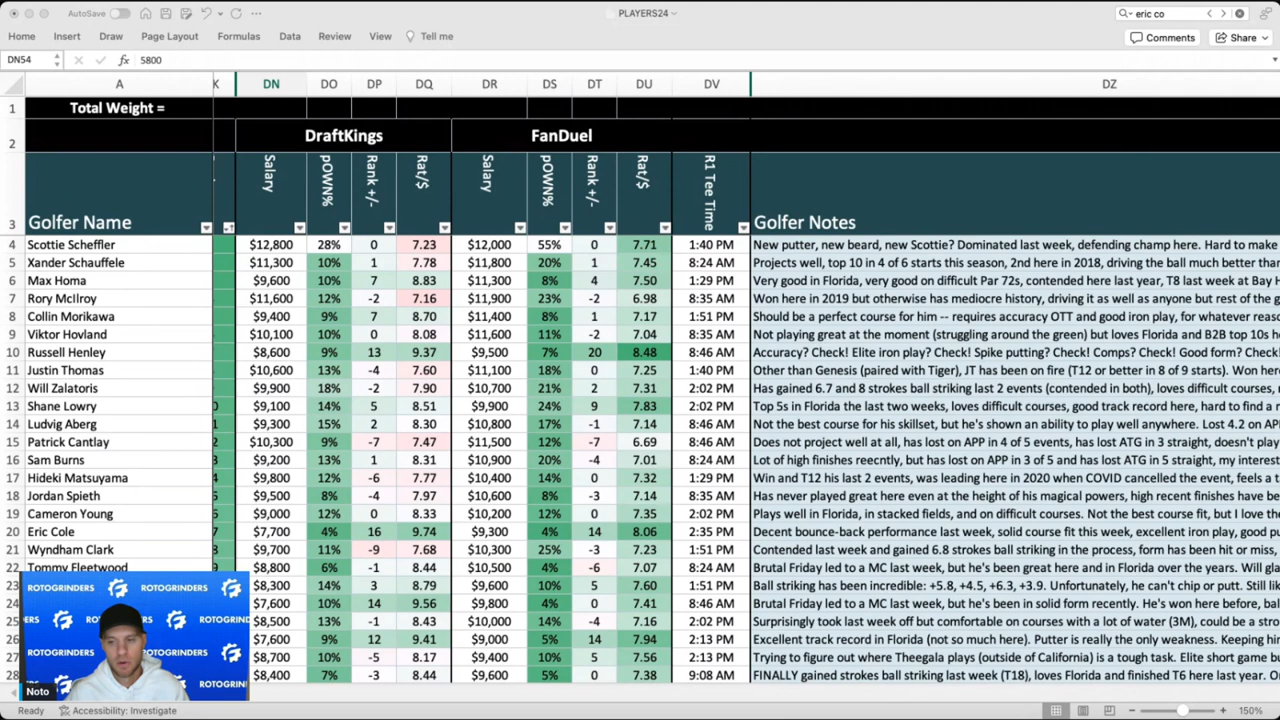 AutoSave
PLAYERS24
eric co
Home Insert Draw Page Layout Formulas Data Review View Tell me Comments Share
DN54 fx 5800
A K DN DO DP DQ DR DS DT DU DV DZ
1 Total Weight =
2 DraftKings FanDuel
3 Golfer Name Salary pOWN% Rank +/- Rat/$ Salary pOWN% Rank +/- Rat/$ R1 Tee Time Golfer Notes
4 Scottie Scheffler $12,800 28% 0 7.23 $12,000 55% 0 7.71 1:40 PM New putter, new beard, new Scottie? Dominated last week, defending champ here. Hard to make
5 Xander Schauffele $11,300 10% 1 7.78 $11,800 20% 1 7.45 8:24 AM Projects well, top 10 in 4 of 6 starts this season, 2nd here in 2018, driving the ball much better than
6 Max Homa $9,600 10% 7 8.83 $11,200 8% 4 7.50 1:29 PM Very good in Florida, very good on difficult Par 72s, contended here last year, T8 last week at Bay H
7 Rory McIlroy $11,600 12% -2 7.16 $11,900 23% -2 6.98 8:35 AM Won here in 2019 but otherwise has mediocre history, driving it as well as anyone but rest of the g
8 Collin Morikawa $9,400 9% 7 8.70 $11,400 8% 1 7.17 1:51 PM Should be a perfect course for him -- requires accuracy OTT and good iron play, for whatever reaso
9 Viktor Hovland $10,100 10% 0 8.08 $11,600 11% -2 7.04 8:35 AM Not playing great at the moment (struggling around the green) but loves Florida and B2B top 10s h
10 Russell Henley $8,600 9% 13 9.37 $9,500 7% 20 8.48 8:46 AM Accuracy? Check! Elite iron play? Check! Spike putting? Check! Comps? Check! Good form? Check!
11 Justin Thomas $10,600 13% -4 7.60 $11,100 18% 0 7.25 1:40 PM Other than Genesis (paired with Tiger), JT has been on fire (T12 or better in 8 of 9 starts). Won her
12 Will Zalatoris $9,900 18% -2 7.90 $10,700 21% 2 7.31 2:02 PM Has gained 6.7 and 8 strokes ball striking last 2 events (contended in both), loves difficult courses,
13 Shane Lowry $9,100 14% 5 8.51 $9,900 24% 9 7.83 2:02 PM Top 5s in Florida the last two weeks, loves difficult courses, good track record here, hard to find a r
14 Ludvig Aberg $9,300 15% 2 8.30 $10,800 17% -1 7.14 1:40 PM Not the best course for his skillset, but he's shown an ability to play well anywhere. Lost 4.2 on AP
15 Patrick Cantlay $10,300 9% -7 7.47 $11,500 12% -7 6.69 8:46 AM Does not project well at all, has lost on APP in 4 of 5 events, has lost ATG in 3 straight, doesn't play
16 Sam Burns $9,200 13% 1 8.31 $10,900 20% -4 7.01 8:24 AM Lot of high finishes reecntly, but has lost on APP in 3 of 5 and has lost ATG in 5 straight, my interest
17 Hideki Matsuyama $9,800 12% -6 7.77 $10,400 14% 0 7.32 1:29 PM Win and T12 his last 2 events, was leading here in 2020 when COVID cancelled the event, feels a t
18 Jordan Spieth $9,500 8% -4 7.97 $10,600 8% -3 7.14 8:35 AM Has never played great here even at the height of his magical powers, high recent finishes have be
19 Cameron Young $9,000 12% 0 8.33 $10,200 12% 0 7.35 1:29 PM Plays well in Florida, in stacked fields, and on difficult courses. Not the best course fit, but I love the
20 Eric Cole $7,700 4% 16 9.74 $9,300 4% 14 8.06 2:35 PM Decent bounce-back performance last week, solid course fit this week, excellent iron play, good pu
21 Wyndham Clark $9,700 11% -9 7.68 $10,300 25% -3 7.23 1:51 PM Contended last week and gained 6.8 strokes ball striking in the process, form has been hit or miss,
22 Tommy Fleetwood $8,800 6% -1 8.44 $10,500 4% -6 7.07 8:24 AM Brutal Friday led to a MC last week, but he's been great here and in Florida over the years. Will gla
23 $8,300 14% 3 8.79 $9,600 10% 5 7.60 1:51 PM Ball striking has been incredible: +5.8, +4.5, +6.3, +3.9. Unfortunately, he can't chip or putt. Still lik
24 $7,600 10% 14 9.56 $9,800 4% 0 7.41 8:46 AM Brutal Friday led to a MC last week, but he's been in solid form recently. He's won here before, bal
25 $8,500 13% -1 8.43 $10,000 14% -4 7.16 2:02 PM Surprisingly took last week off but comfortable on courses with a lot of water (3M), could be a stro
26 $7,600 9% 12 9.41 $9,000 5% 14 7.94 2:13 PM Excellent track record in Florida (not so much here). Putter is really the only weakness. Keeping him
27 $8,700 10% -5 8.17 $9,400 10% 5 7.56 2:13 PM Trying to figure out where Theegala plays (outside of California) is a tough task. Elite short game bu
28 $8,400 7% -3 8.44 $9,600 5% 0 7.38 9:08 AM FINALLY gained strokes last week (T18), loves Florida and finished T6 here last year.
ROTOGRINDERS ROTOGRINDERS
ROTOGRINDERS
Noto
Ready Accessibility: Investigate 150%